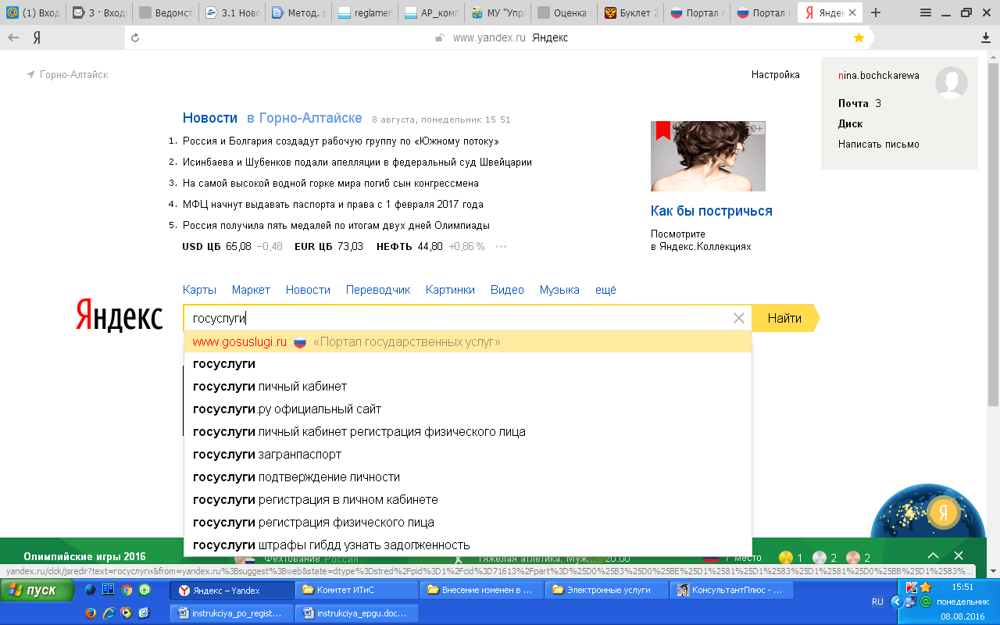 (1) Вход
3 · Вход
Ведомст
3.1 Ново
Метод. р
reglamen
АР_комп
МУ "Упра
Оценка з
Буклет 2
Портал г
Портал г
Яндек
Я
www.yandex.ru Яндекс
Горно-Алтайск
Настройка
nina.bochckarewa
Почта 3
Диск
Написать письмо
Новости в Горно-Алтайске 8 августа, понедельник 15 51
1. Россия и Болгария создадут рабочую группу по «Южному потоку»
2. Исинбаева и Шубенков подали апелляции в федеральный суд Швейцарии
3. На самой высокой водной горке мира погиб сын конгрессмена
4. МФЦ начнут выдавать паспорта и права с 1 февраля 2017 года
5. Россия получила пять медалей по итогам двух дней Олимпиады
USD ЦБ 65,08 −0,48 EUR ЦБ 73,03 НЕФТЬ 44,80 +0,86 % ···
0+
Как бы постричься
Посмотрите
в Яндекс.Коллекциях
Карты Маркет Новости Переводчик Картинки Видео Музыка ещё
Яндекс
госуслуги
Найти
www.gosuslugi.ru «Портал государственных услуг»
госуслуги
госуслуги личный кабинет
госуслуги.ру официальный сайт
госуслуги личный кабинет регистрация физического лица
госуслуги загранпаспорт
госуслуги подтверждение личности
госуслуги регистрация в личном кабинете
госуслуги регистрация физического лица
госуслуги штрафы гибдд узнать задолженность
Я
Олимпийские игры 2016
Фехтование Россия
Тяжелая атлетика. Муж... 20:00
7 место 1 2 2
yandex.ru/clck/jsredir?text=госуслуги&from=yandex.ru%3Bsuggest%3Bweb&state=dtype%3Dstred%2Fpid%3D1%2Fcid%3D71613%2Fpart%3D%25D0%25B3%25D0%25BE%25D1%2581%25D1%2583%25D1%2581%25D0%25BB%25D1%2583%...
пуск
Яндекс – Yandex
Комитет ИТиС
Внесение изменен в ...
Электронные услуги
КонсультантПлюс - ...
instrukciya_po_regist...
instrukciya_epgu.doc...
RU
15:51
понедельник
08.08.2016